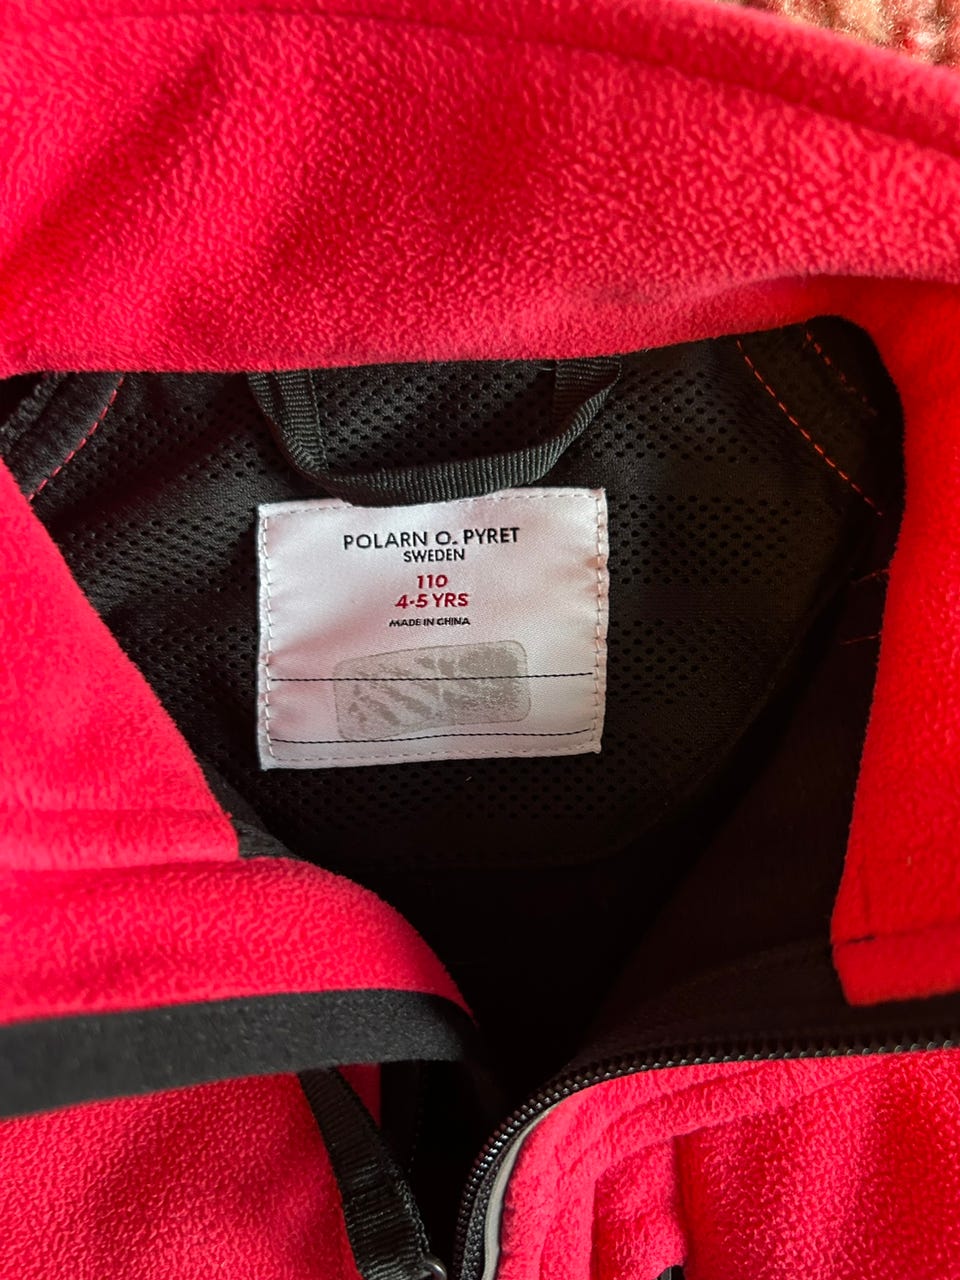 POLARN O. PYRET
SWEDEN
110
4-5 YRS
MADE IN CHINA